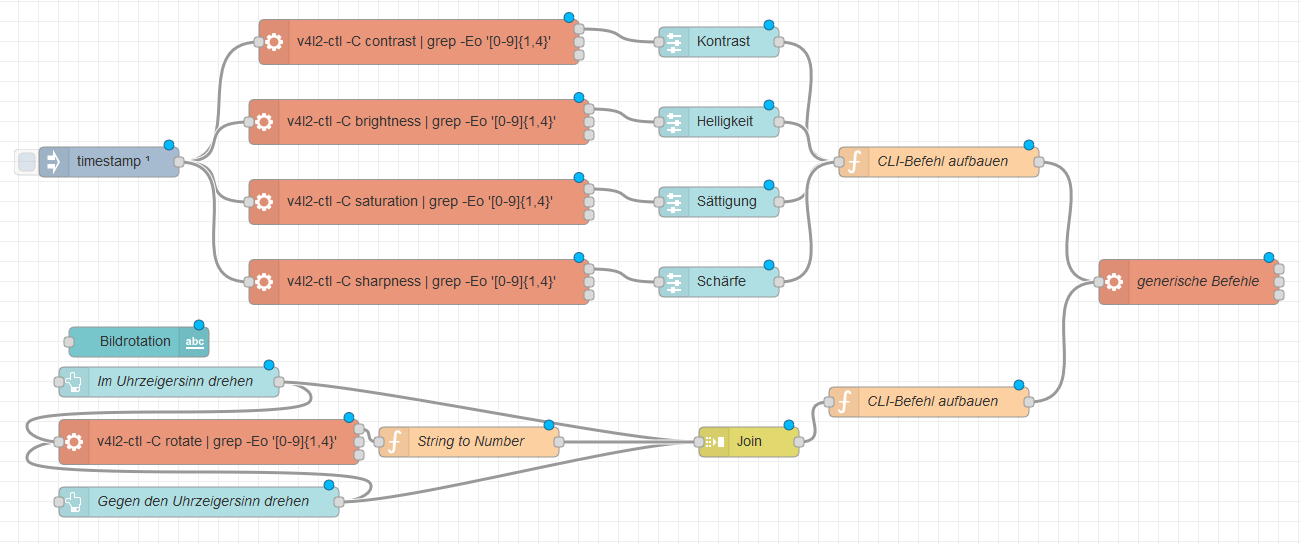 v4l2-ctl -C contrast | grep -Eo '[0-9]{1,4}'
Kontrast
v4l2-ctl -C brightness | grep -Eo '[0-9]{1,4}'
Helligkeit
timestamp ¹
CLI-Befehl aufbauen
v4l2-ctl -C saturation | grep -Eo '[0-9]{1,4}'
Sättigung
v4l2-ctl -C sharpness | grep -Eo '[0-9]{1,4}'
Schärfe
generische Befehle
Bildrotation
abc
Im Uhrzeigersinn drehen
CLI-Befehl aufbauen
v4l2-ctl -C rotate | grep -Eo '[0-9]{1,4}'
String to Number
Join
Gegen den Uhrzeigersinn drehen